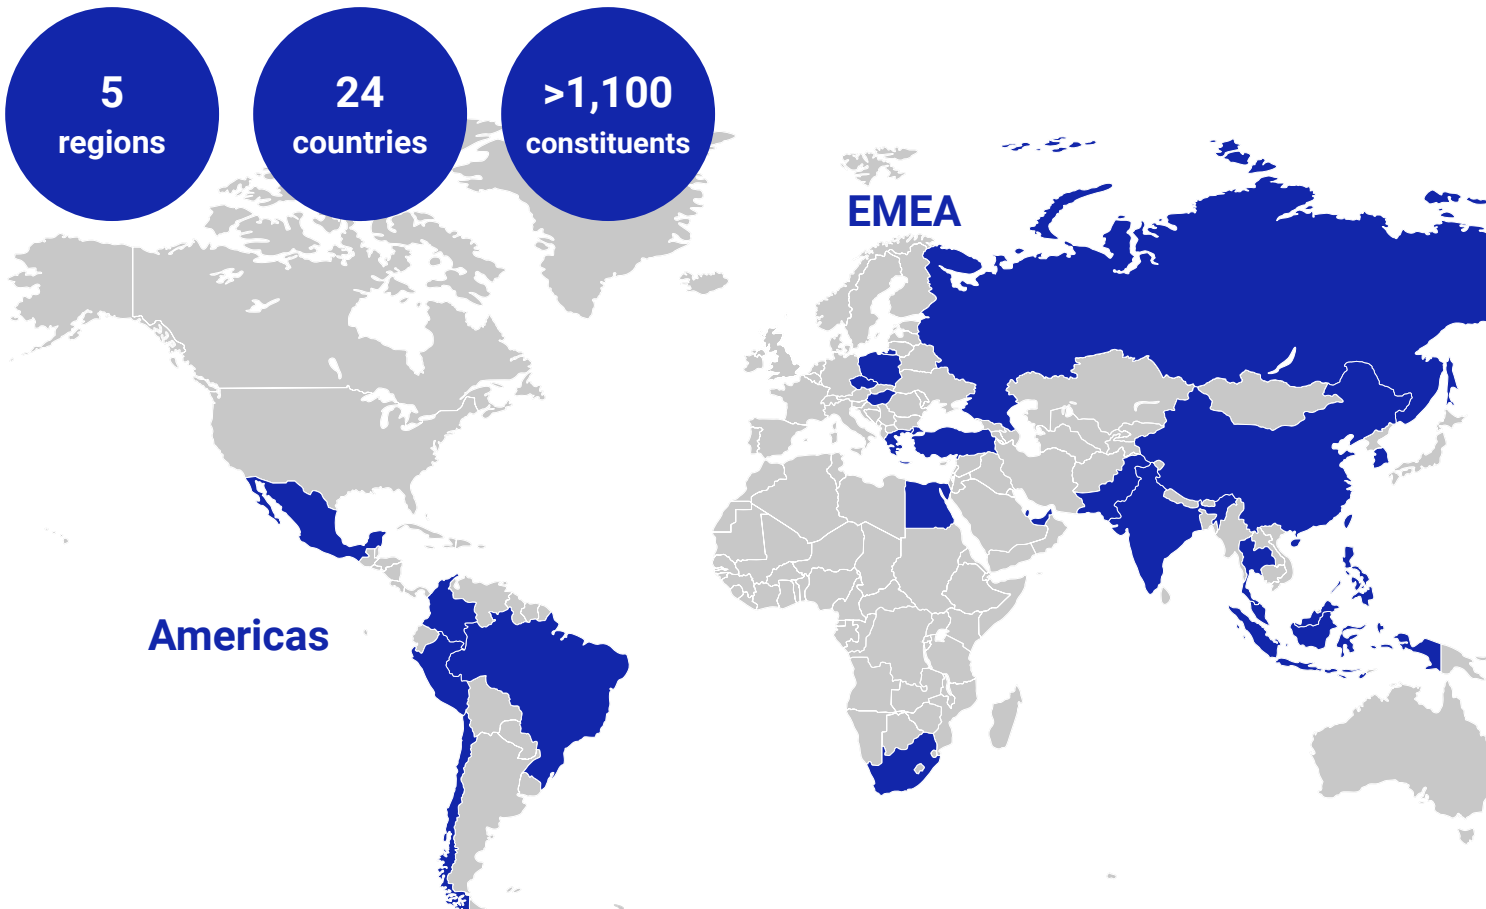 5
regions
24
countries
>1,100
constituents
EMEA
Americas